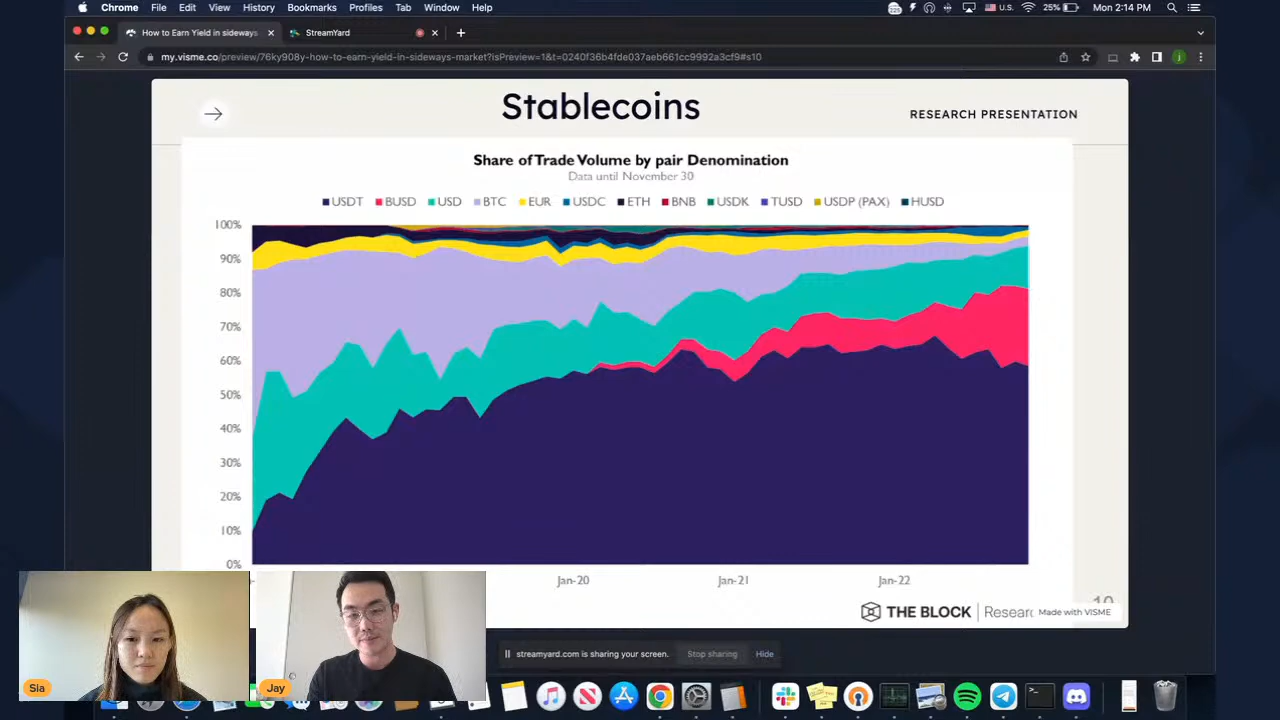 Chrome File Edit View History Bookmarks Profiles Tab Window Help
225 U.S. 25% Mon 2:14 PM
How to Earn Yield in sideways
StreamYard
my.visme.co/preview/76ky908y-how-to-earn-yield-in-sideways-market?isPreview=1&t=0240f36b4fde037aeb661cc9992a3cf9#s10
Stablecoins
RESEARCH PRESENTATION
Share of Trade Volume by pair Denomination
Data until November 30
USDT BUSD USD BTC EUR USDC ETH BNB USDK TUSD USDP (PAX) HUSD
100%
90%
80%
70%
60%
50%
40%
30%
20%
10%
0%
Jan-20 Jan-21 Jan-22
10
THE BLOCK Researc
Made with VISME
streamyard.com is sharing your screen. Stop sharing Hide
Sia
Jay